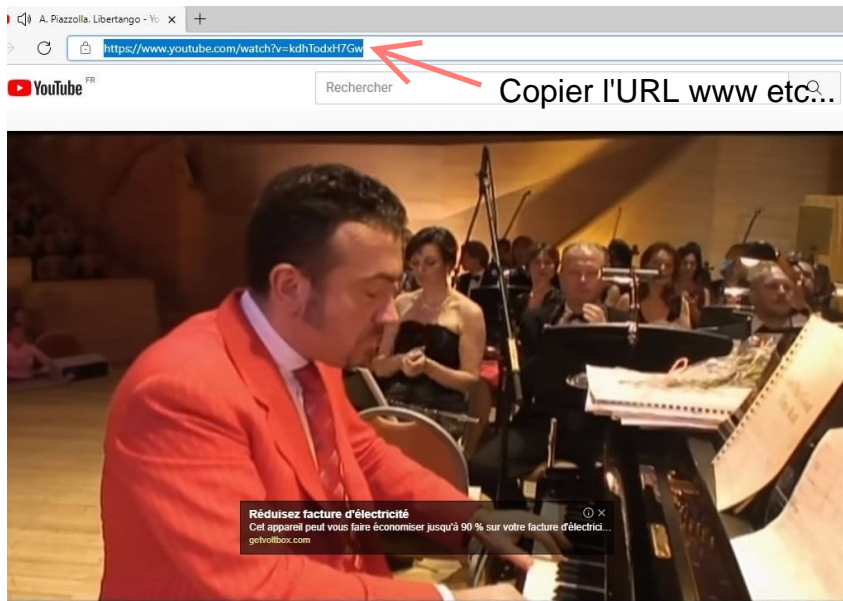 A. Piazzolla. Libertango - Yo
https://www.youtube.com/watch?v=kdhTodxH7Gw
YouTube FR
Rechercher
Copier l'URL www etc...
Réduisez facture d'électricité
Cet appareil peut vous faire économiser jusqu'à 90 % sur votre facture d'électrici...
getvoltbox.com